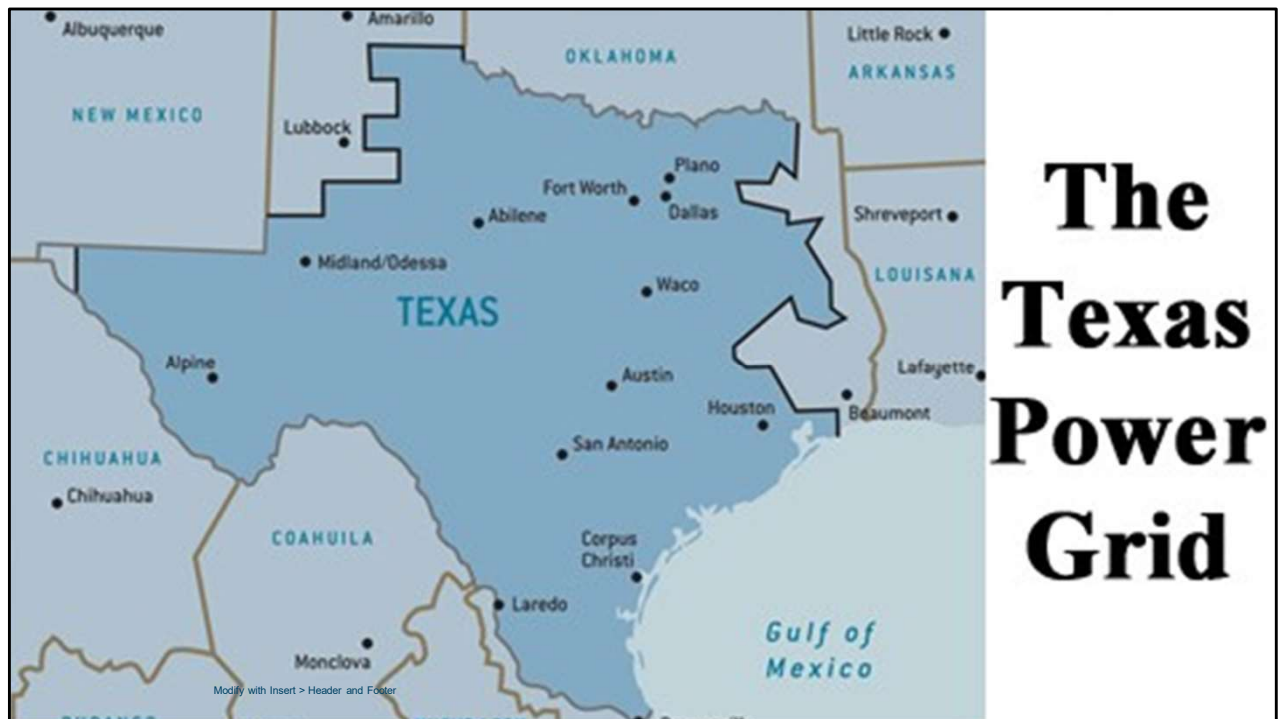 Albuquerque
Amarillo
OKLAHOMA
Little Rock
ARKANSAS
NEW MEXICO
Lubbock
Plano
Fort Worth
Dallas
Abilene
Shreveport
Midland/Odessa
LOUISANA
Waco
TEXAS
Alpine
Austin
Lafayette
Houston
Beaumont
San Antonio
CHIHUAHUA
Chihuahua
COAHUILA
Corpus
Christi
Laredo
Gulf of
Mexico
Monclova
Modify with Insert > Header and Footer
The
Texas
Power
Grid